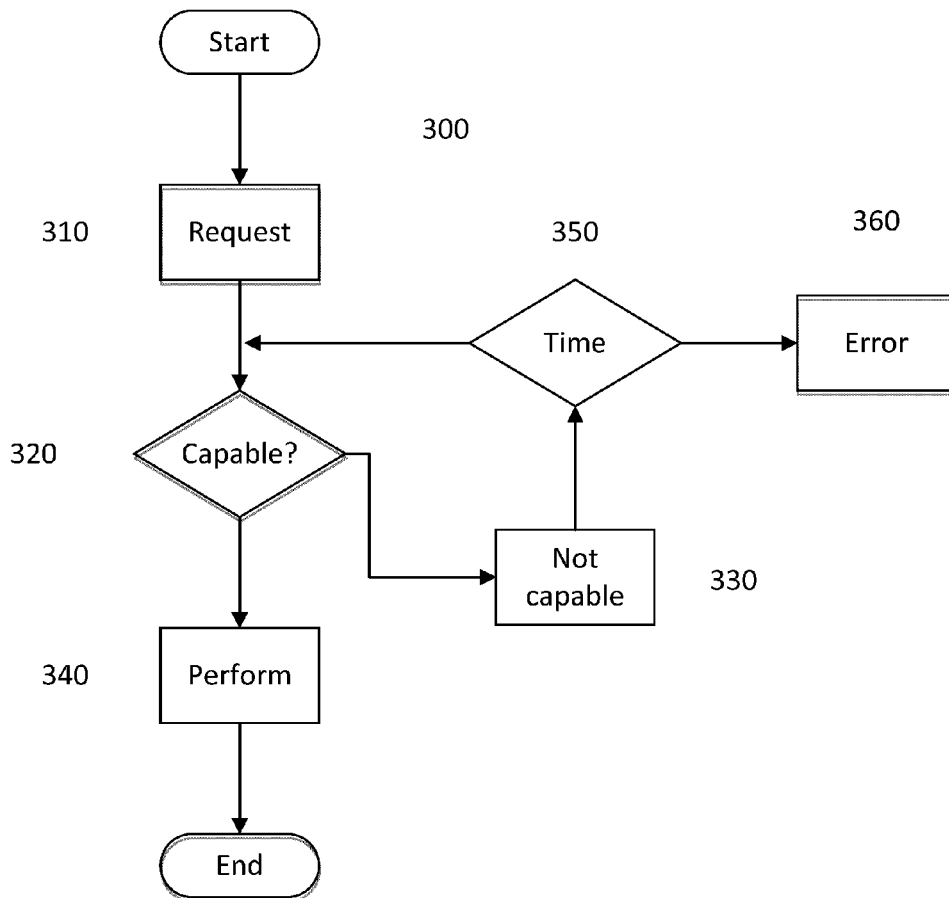 Start
300
310
Request
350
360
Time
Error
320
Capable?
Not
capable
330
340
Perform
End